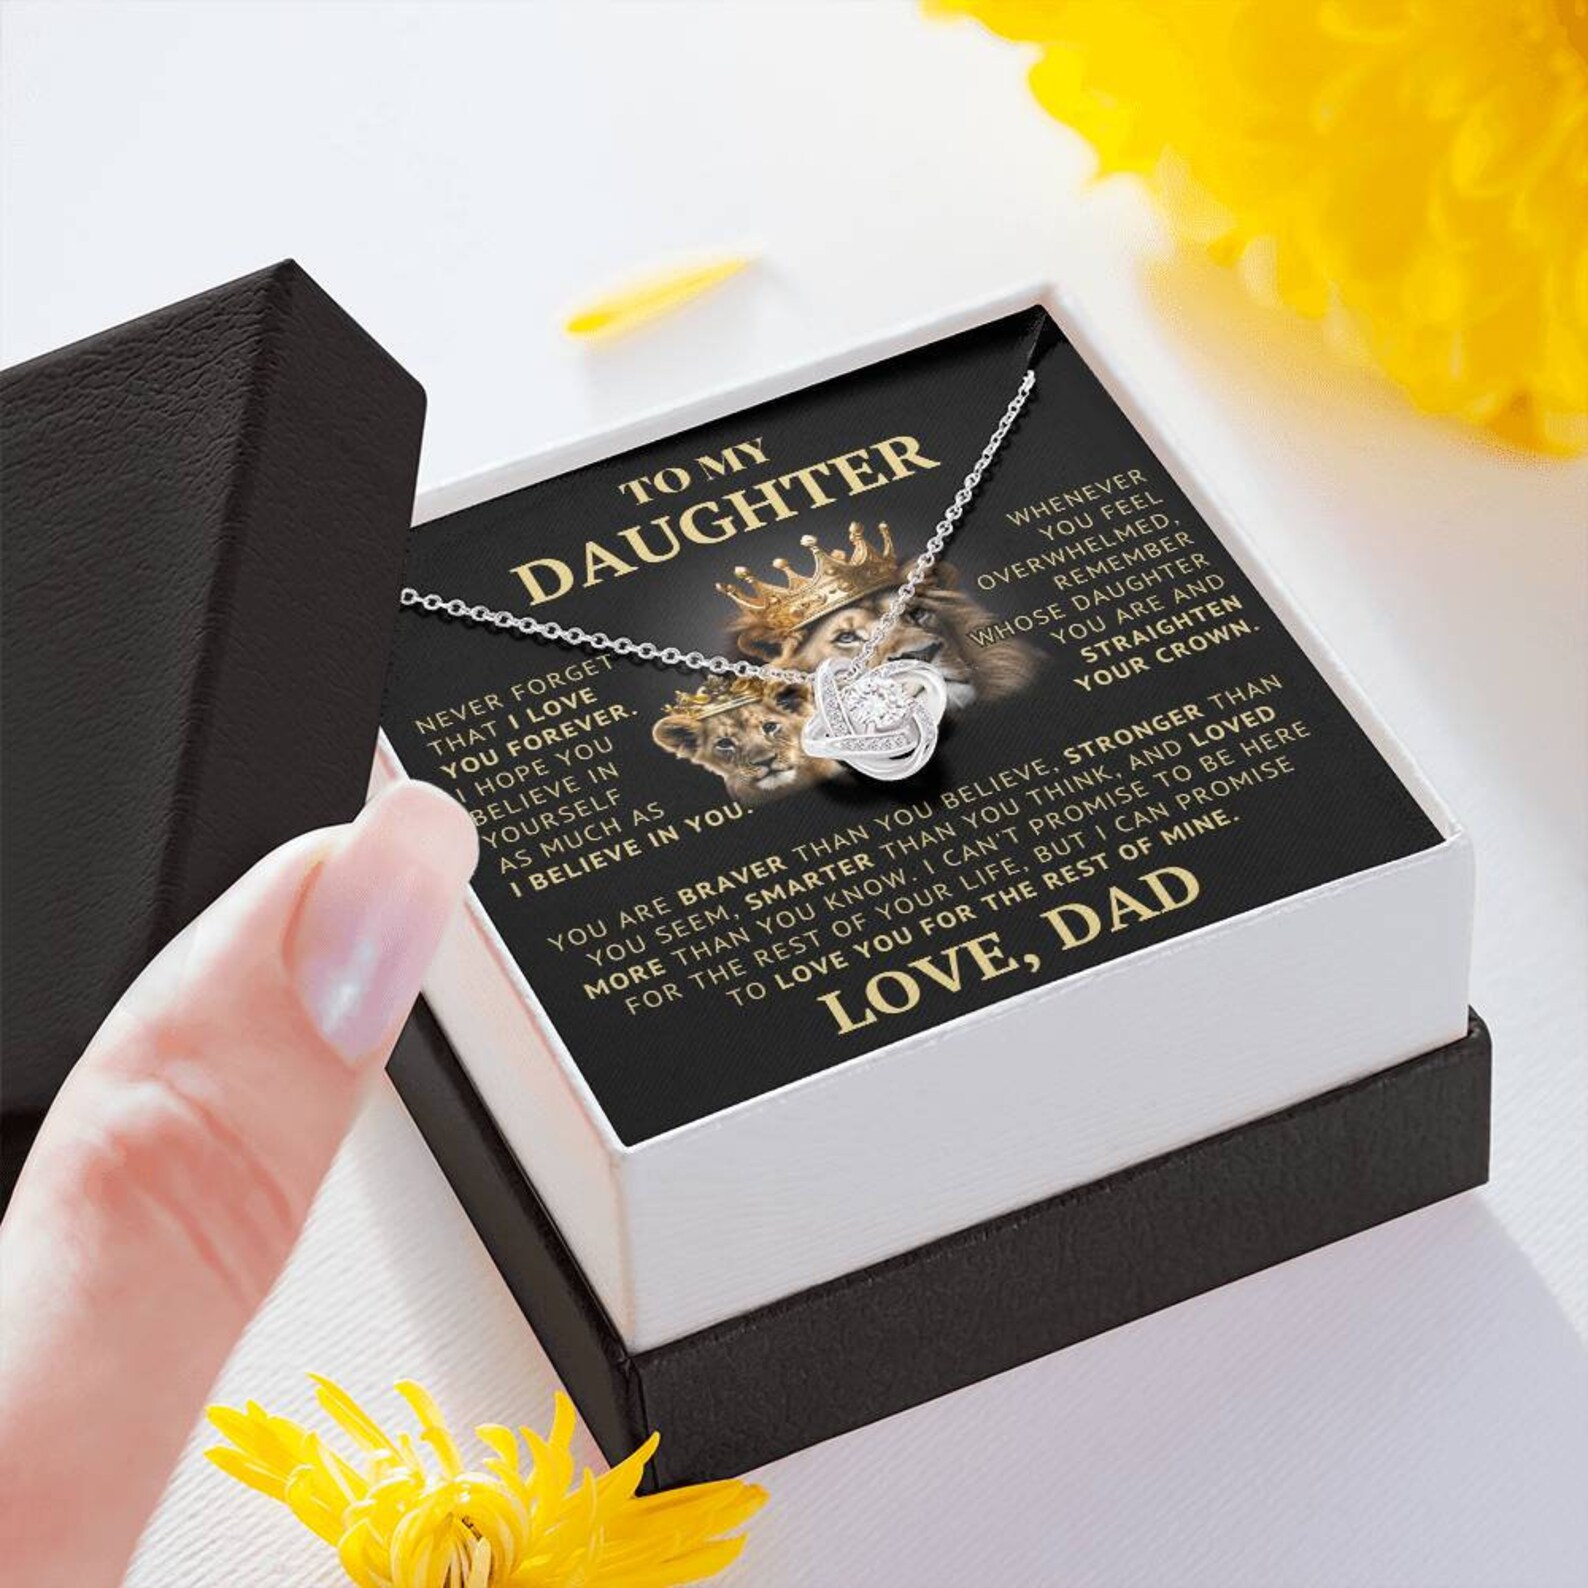 TO MY
DAUGHTER
NEVER FORGET
THAT I LOVE
YOU FOREVER.
I HOPE YOU
BELIEVE IN
YOURSELF
AS MUCH AS
I BELIEVE IN YOU.
WHENEVER
YOU FEEL
OVERWHELMED,
REMEMBER
WHOSE DAUGHTER
YOU ARE AND
STRAIGHTEN
YOUR CROWN.
YOU ARE BRAVER THAN YOU BELIEVE, STRONGER THAN
YOU SEEM, SMARTER THAN YOU THINK, AND LOVED
MORE THAN YOU KNOW. I CAN'T PROMISE TO BE HERE
FOR THE REST OF YOUR LIFE, BUT I CAN PROMISE
TO LOVE YOU FOR THE REST OF MINE.
LOVE, DAD